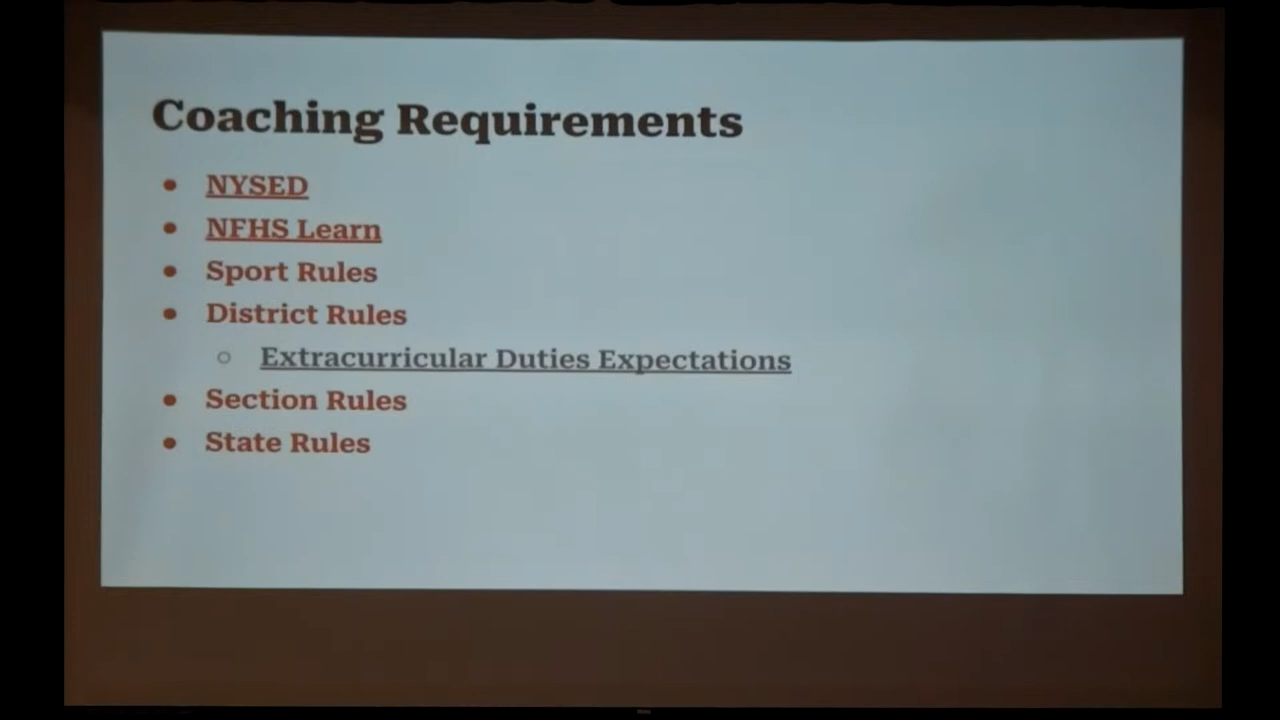 Coaching Requirements
● NYSED
● NFHS Learn
● Sport Rules
● District Rules
○ Extracurricular Duties Expectations
● Section Rules
● State Rules